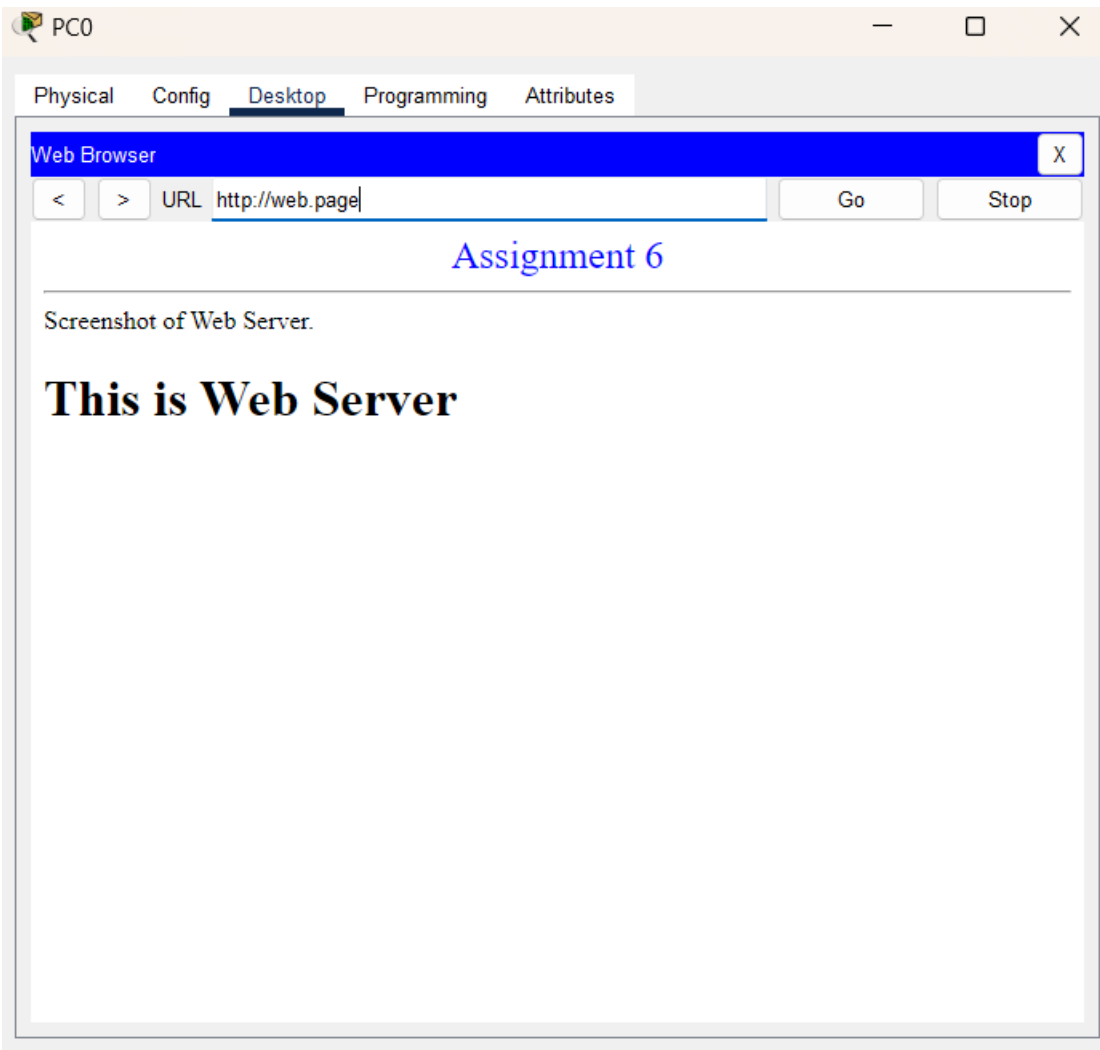 PC0
Physical Config Desktop Programming Attributes
Web Browser X
< > URL http://web.page Go Stop
Assignment 6
Screenshot of Web Server.
This is Web Server